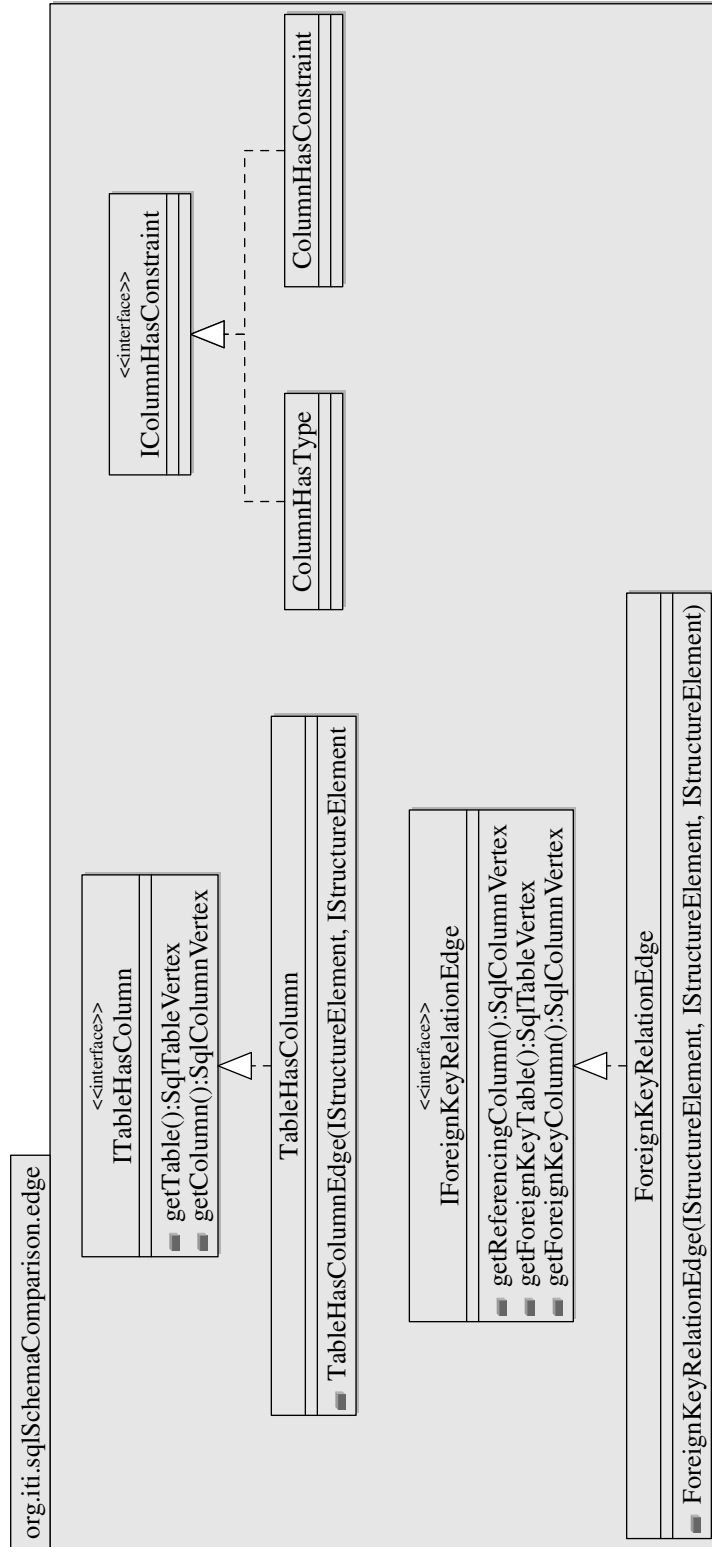 org.iti.sqlSchemaComparison.edge
<<interface>>
ITableHasColumn
getTable():SqlTableVertex
getColumn():SqlColumnVertex
TableHasColumn
TableHasColumnEdge(IStructureElement, IStructureElement
<<interface>>
IColumnHasConstraint
ColumnHasType
ColumnHasConstraint
<<interface>>
IForeignKeyRelationEdge
getReferencingColumn():SqlColumnVertex
getForeignKeyTable():SqlTableVertex
getForeignKeyColumn():SqlColumnVertex
ForeignKeyRelationEdge
ForeignKeyRelationEdge(IStructureElement, IStructureElement, IStructureElement)